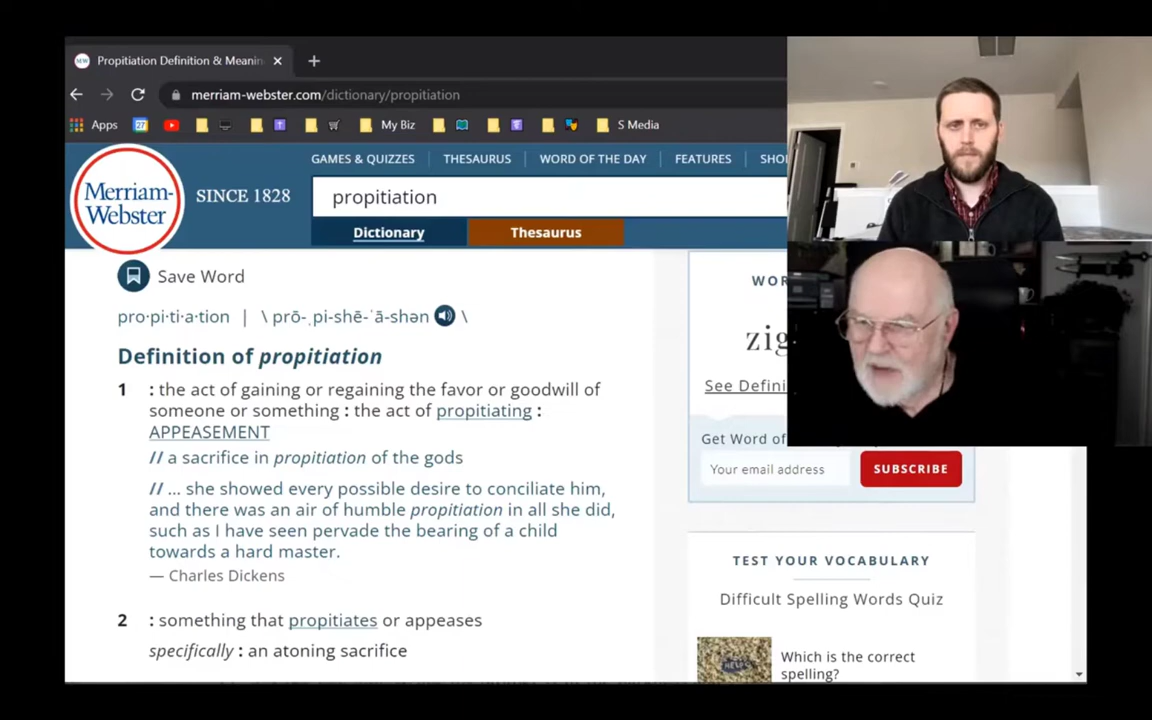 Propitiation Definition & Meanin
merriam-webster.com/dictionary/propitiation
Apps
27
My Biz
S Media
GAMES & QUIZZES
THESAURUS
WORD OF THE DAY
FEATURES
Merriam-
Webster
SINCE 1828
propitiation
Dictionary
Thesaurus
Save Word
pro·pi·ti·a·tion | \ prō-ˌpi-shē-ˈā-shən \
Definition of propitiation
1 : the act of gaining or regaining the favor or goodwill of
someone or something : the act of propitiating :
APPEASEMENT
// a sacrifice in propitiation of the gods
// ... she showed every possible desire to conciliate him,
and there was an air of humble propitiation in all she did,
such as I have seen pervade the bearing of a child
towards a hard master.
— Charles Dickens
2 : something that propitiates or appeases
specifically : an atoning sacrifice
See Defini
Get Word of
Your email address
SUBSCRIBE
TEST YOUR VOCABULARY
Difficult Spelling Words Quiz
Which is the correct
spelling?